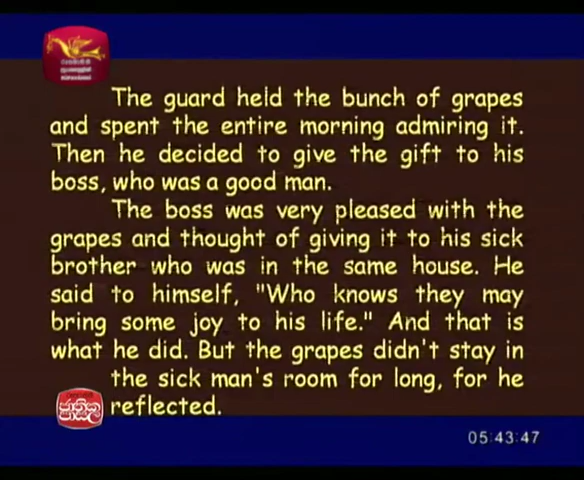 The guard held the bunch of grapes
and spent the entire morning admiring it.
Then he decided to give the gift to his
boss, who was a good man.
The boss was very pleased with the
grapes and thought of giving it to his sick
brother who was in the same house. He
said to himself, "Who knows they may
bring some joy to his life." And that is
what he did. But the grapes didn't stay in
the sick man's room for long, for he
reflected.
05:43:47